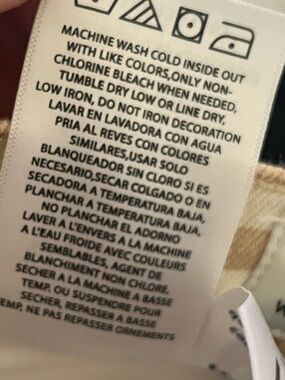 MACHINE WASH COLD INSIDE OUT
WITH LIKE COLORS,ONLY NON-
CHLORINE BLEACH WHEN NEEDED,
TUMBLE DRY LOW OR LINE DRY,
LOW IRON, DO NOT IRON DECORATION
LAVAR EN LAVADORA CON AGUA
FRIA AL REVES CON COLORES
SIMILARES,USAR SOLO
BLANQUEADOR SIN CLORO SI ES
NECESARIO,SECAR COLGADO O EN
SECADORA A TEMPERATURA BAJA,
PLANCHAR A TEMPERATURA BAJA,
NO PLANCHAR EL ADORNO
LAVER A L'ENVERS A LA MACHINE
A L'EAU FROIDE AVEC COULEURS
SEMBLABLES, AGENT DE
BLANCHIMENT NON CHLORE,
SECHER A LA MACHINE A BASSE
TEMP. OU SUSPENDRE POUR
SECHER, REPASSER A BASSE
TEMP, NE PAS REPASSER ORNEMENTS